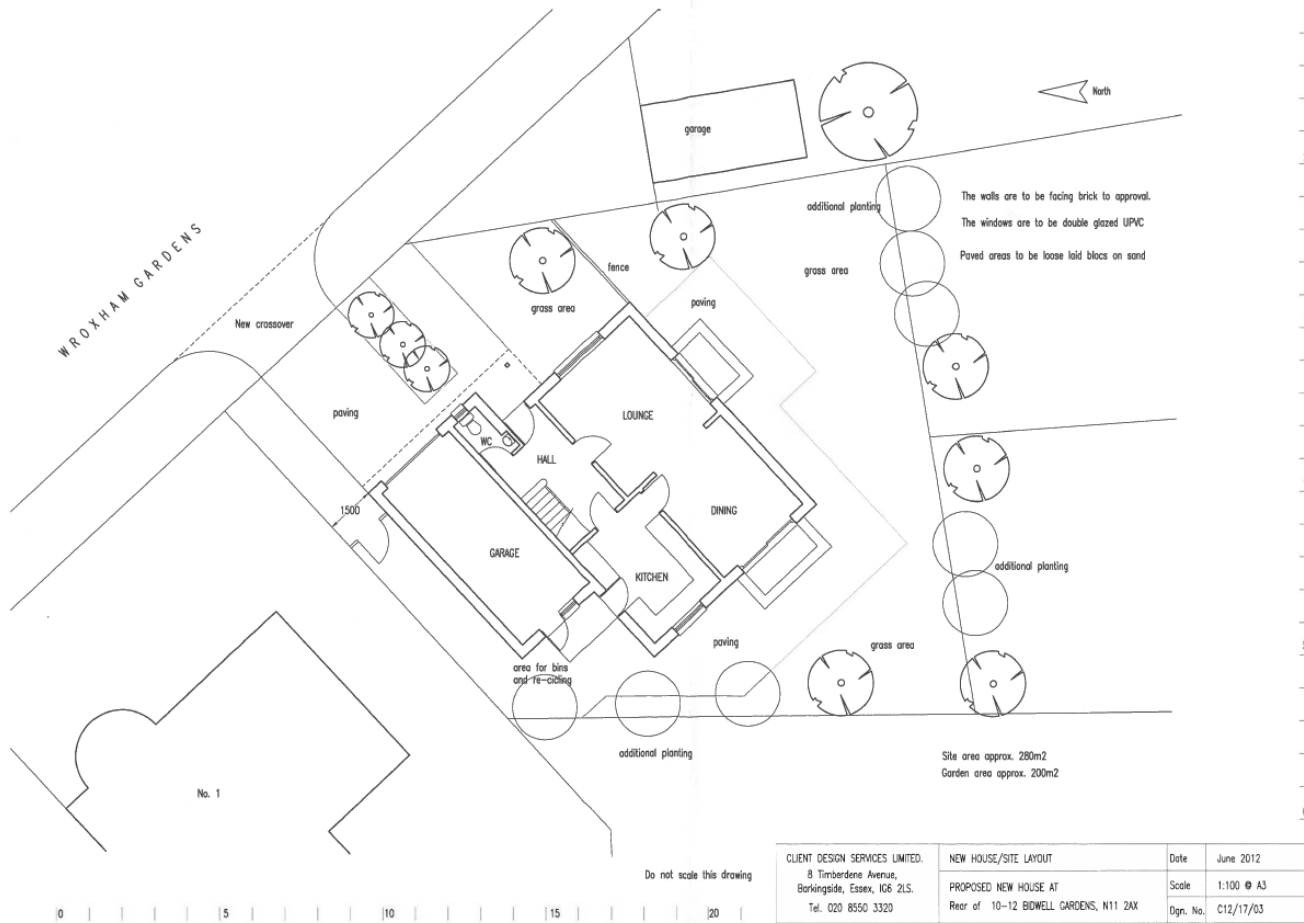 North
garage
The walls are to be facing brick to approval.
additional planting
The windows are to be double glazed UPVC
Paved areas to be loose laid blocs on sand
WROXHAM GARDENS
fence
grass area
paving
grass area
New crossover
paving
LOUNGE
WC
HALL
1500
DINING
GARAGE
KITCHEN
additional planting
paving
grass area
area for bins
and re-cicling
additional planting
Site area approx. 280m2
Garden area approx. 200m2
No. 1
Do not scale this drawing
CLIENT DESIGN SERVICES LIMITED.
8 Timberdene Avenue,
Barkingside, Essex, IG6 2LS.
Tel. 020 8550 3320
NEW HOUSE/SITE LAYOUT
PROPOSED NEW HOUSE AT
Rear of 10-12 BIDWELL GARDENS, N11 2AX
Date June 2012
Scale 1:100 @ A3
Dgn. No. C12/17/03
0 5 10 15 20